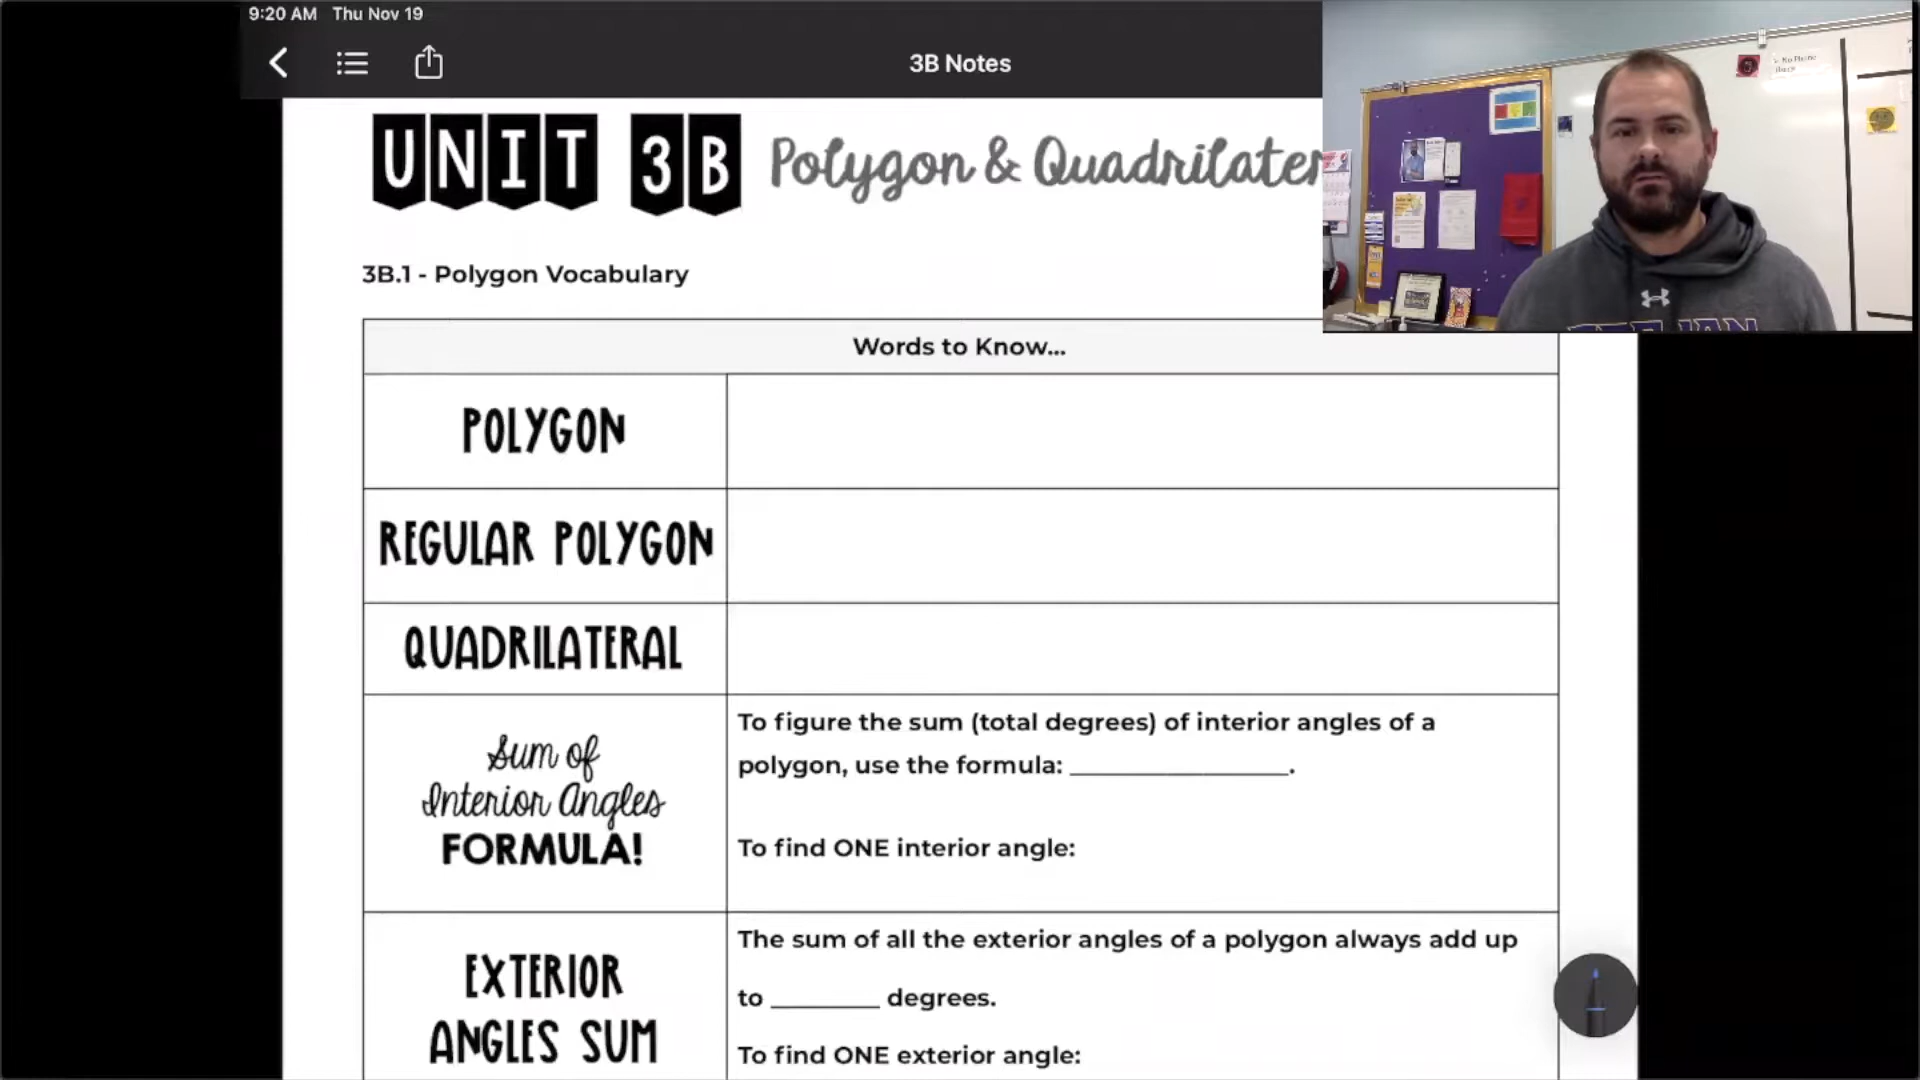 9:20 AM Thu Nov 19
3B Notes
UNIT 3B Polygon & Quadrilater
3B.1 - Polygon Vocabulary
Words to Know...
POLYGON
REGULAR POLYGON
QUADRILATERAL
Sum of
Interior Angles
FORMULA!
To figure the sum (total degrees) of interior angles of a
polygon, use the formula: ________________.
To find ONE interior angle:
EXTERIOR
ANGLES SUM
The sum of all the exterior angles of a polygon always add up
to ________ degrees.
To find ONE exterior angle:
No Phone